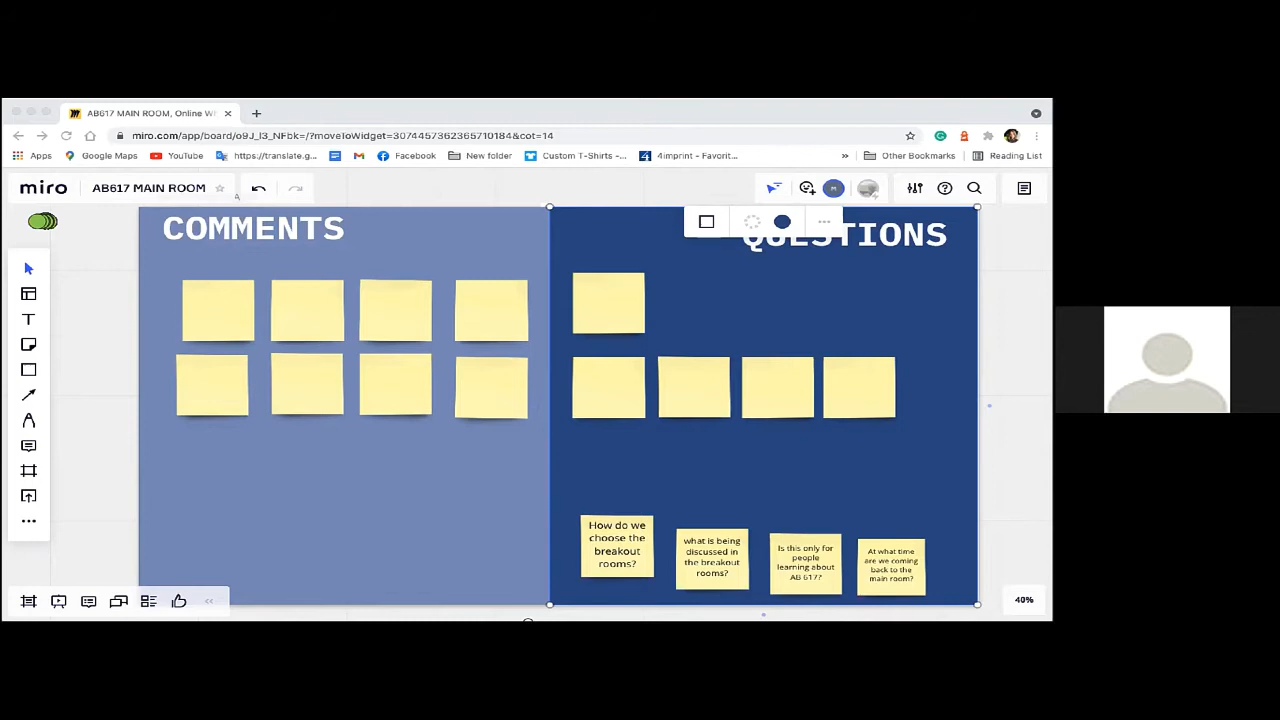 AB617 MAIN ROOM, Online W
miro.com/app/board/o9J_l3_NFbk=/?moveToWidget=3074457362365710184&cot=14
Apps Google Maps YouTube https://translate.g... Facebook New folder Custom T-Shirts -... 4imprint - Favorit... » Other Bookmarks Reading List
miro AB617 MAIN ROOM
COMMENTS
QUESTIONS
How do we
choose the
breakout
rooms?
what is being
discussed in
the breakout
rooms?
Is this only for
people
learning about
AB 617?
At what time
are we coming
back to the
main room?
40%